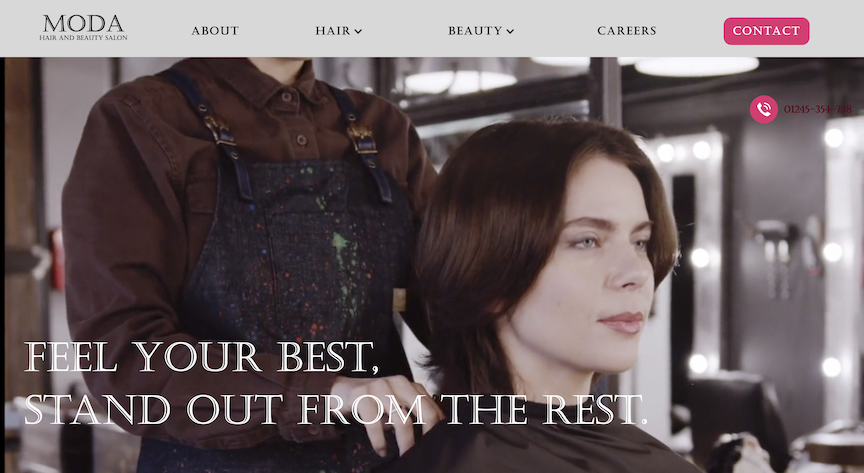 MODA
HAIR AND BEAUTY SALON
ABOUT
HAIR
BEAUTY
CAREERS
CONTACT
01245-354-748
FEEL YOUR BEST,
STAND OUT FROM THE REST.